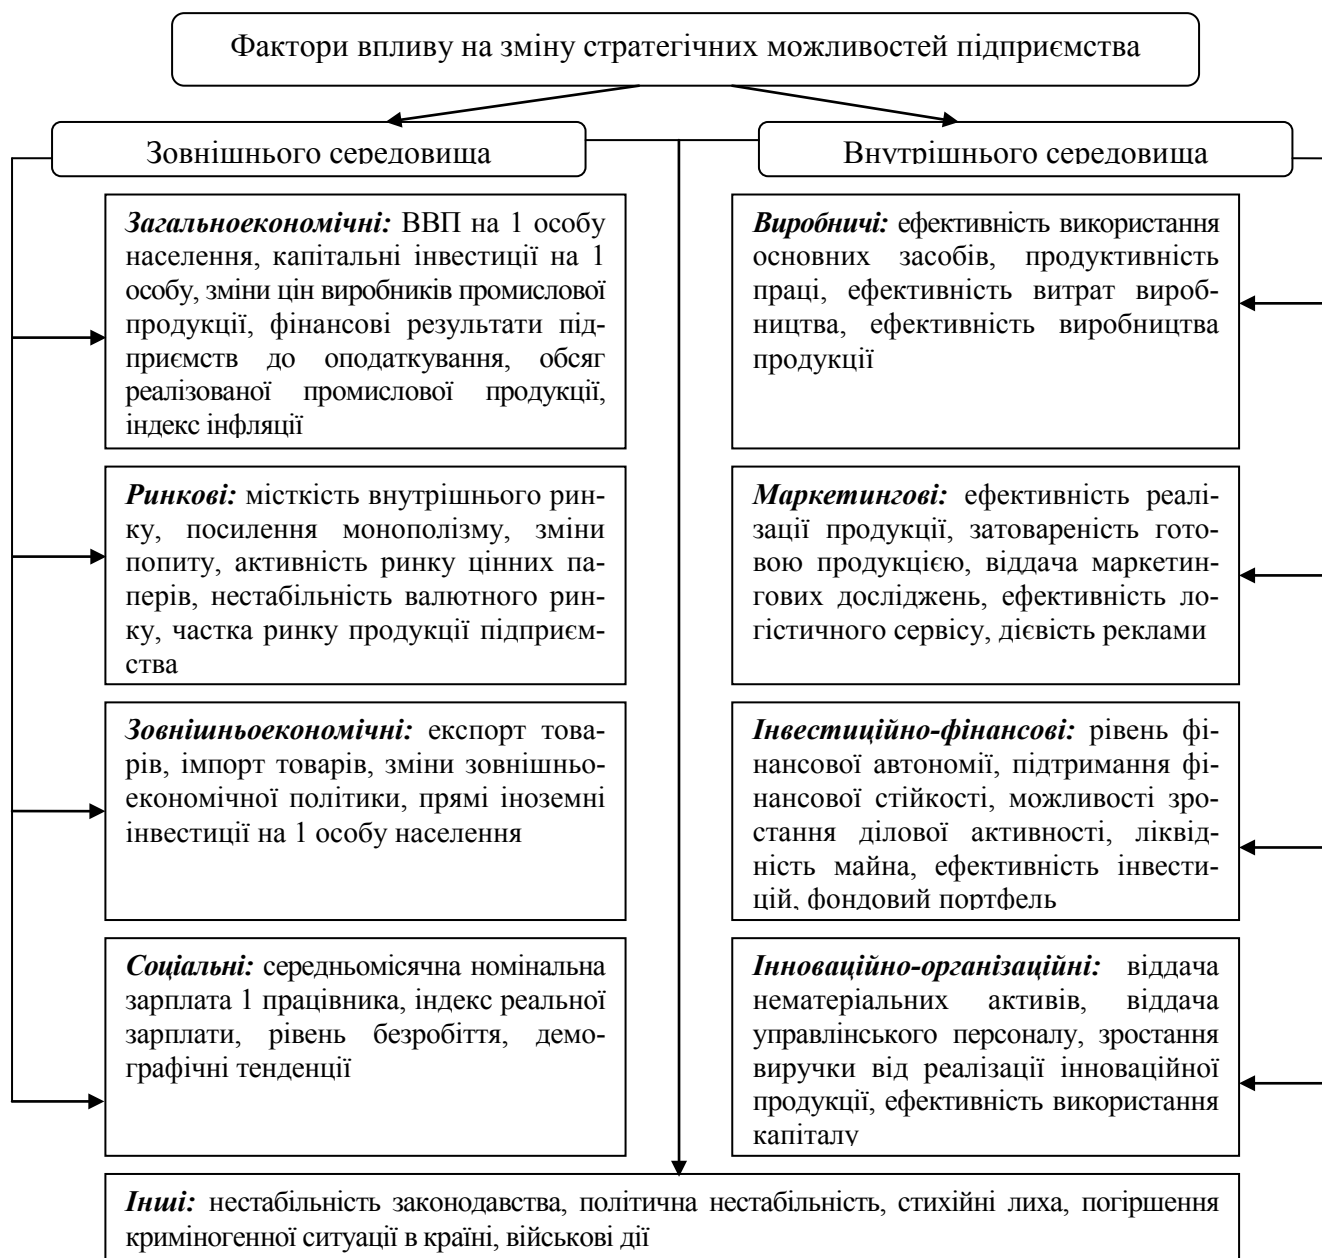 Фактори впливу на зміну стратегічних можливостей підприємства
Зовнішнього середовища
Внутрішнього середовища
Загальноекономічні: ВВП на 1 особу
населення, капітальні інвестиції на 1
особу, зміни цін виробників промислової
продукції, фінансові результати під-
приємств до оподаткування, обсяг
реалізованої промислової продукції,
індекс інфляції
Ринкові: місткість внутрішнього рин-
ку, посилення монополізму, зміни
попиту, активність ринку цінних па-
перів, нестабільність валютного рин-
ку, частка ринку продукції підприєм-
ства
Зовнішньоекономічні: експорт това-
рів, імпорт товарів, зміни зовнішньо-
економічної політики, прямі іноземні
інвестиції на 1 особу населення
Соціальні: середньомісячна номінальна
зарплата 1 працівника, індекс реальної
зарплати, рівень безробіття, демо-
графічні тенденції
Виробничі: ефективність використання
основних засобів, продуктивність
праці, ефективність витрат вироб-
ництва, ефективність виробництва
продукції
Маркетингові: ефективність реалі-
зації продукції, затовареність гото-
вою продукцією, віддача маркетин-
гових досліджень, ефективність ло-
гістичного сервісу, дієвість реклами
Інвестиційно-фінансові: рівень фі-
нансової автономії, підтримання фі-
нансової стійкості, можливості зро-
стання ділової активності, ліквід-
ність майна, ефективність інвести-
цій, фондовий портфель
Інноваційно-організаційні: віддача
нематеріальних активів, віддача
управлінського персоналу, зростання
виручки від реалізації інноваційної
продукції, ефективність використання
капіталу
Інші: нестабільність законодавства, політична нестабільність, стихійні лиха, погіршення
криміногенної ситуації в країні, військові дії